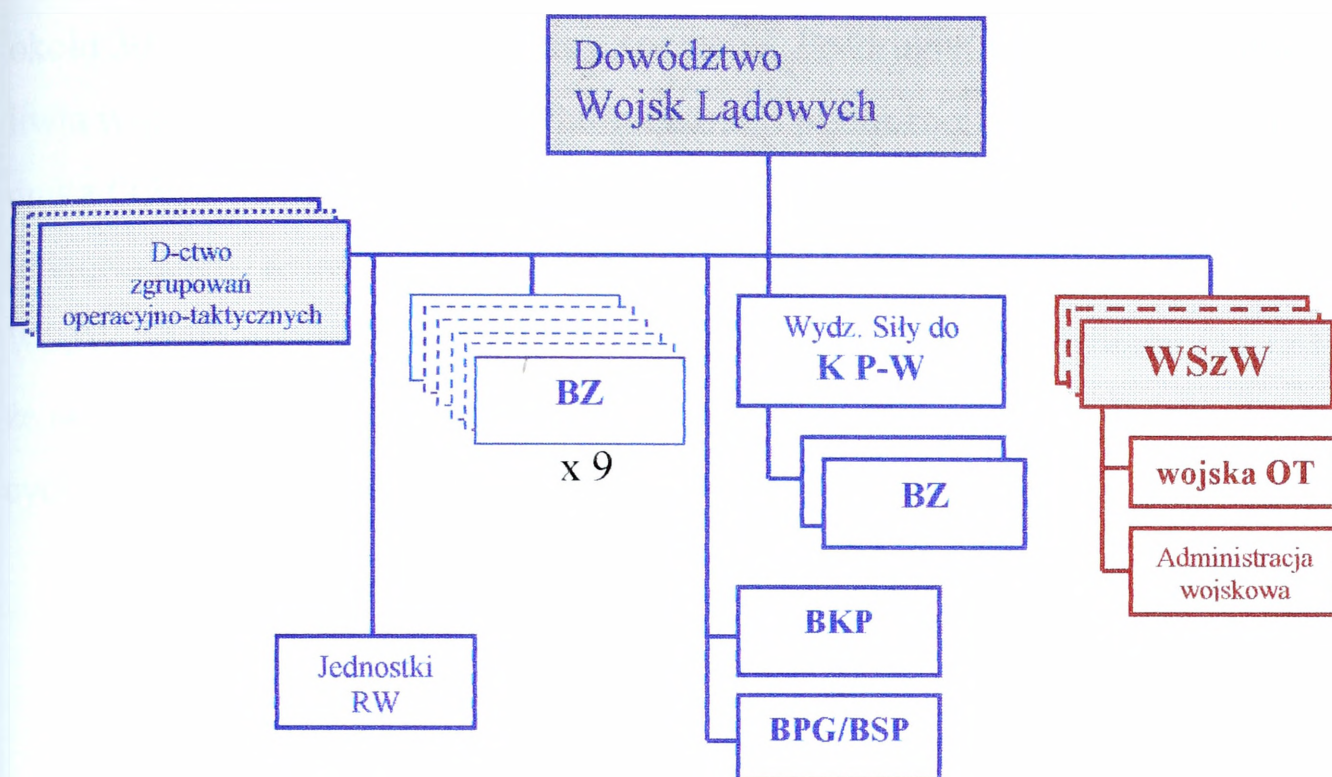 Dowództwo
Wojsk Lądowych
D-ctwo
zgrupowań
operacyjno-taktycznych
BZ
x 9
Wydz. Siły do
K P-W
BZ
WSzW
wojska OT
Administracja
wojskowa
BKP
BPG/BSP
Jednostki
RW